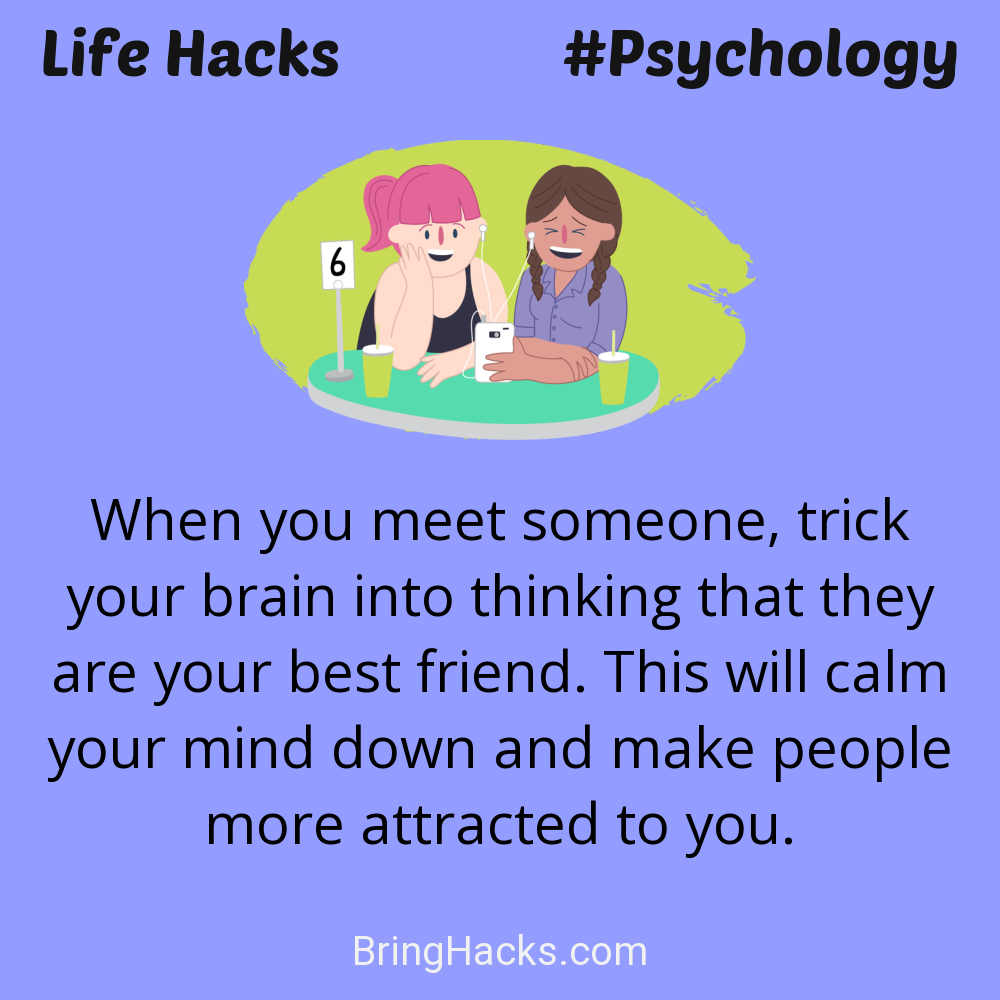 Life Hacks
#Psychology
6
When you meet someone, trick
your brain into thinking that they
are your best friend. This will calm
your mind down and make people
more attracted to you.
BringHacks.com